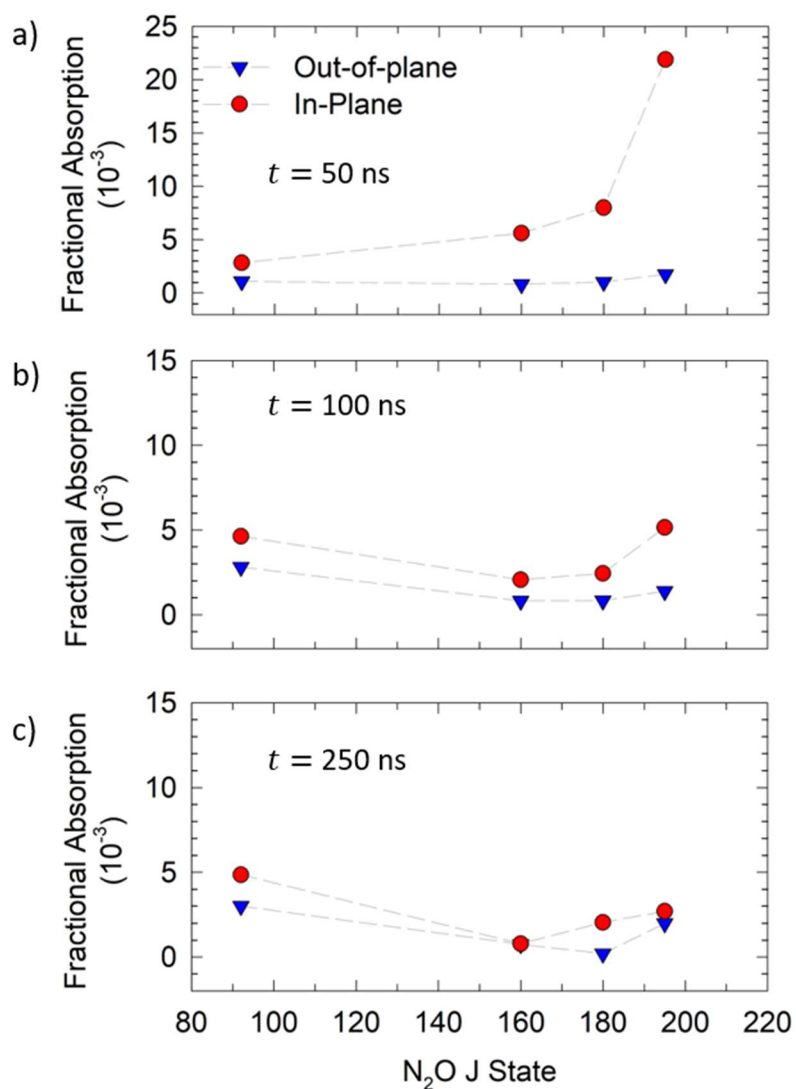 a)
Fractional Absorption
(10⁻³)
25
20
15
10
5
0
Out-of-plane
In-Plane
t = 50 ns
b)
Fractional Absorption
(10⁻³)
15
10
5
0
t = 100 ns
c)
Fractional Absorption
(10⁻³)
15
10
5
0
t = 250 ns
80 100 120 140 160 180 200 220
N₂O J State